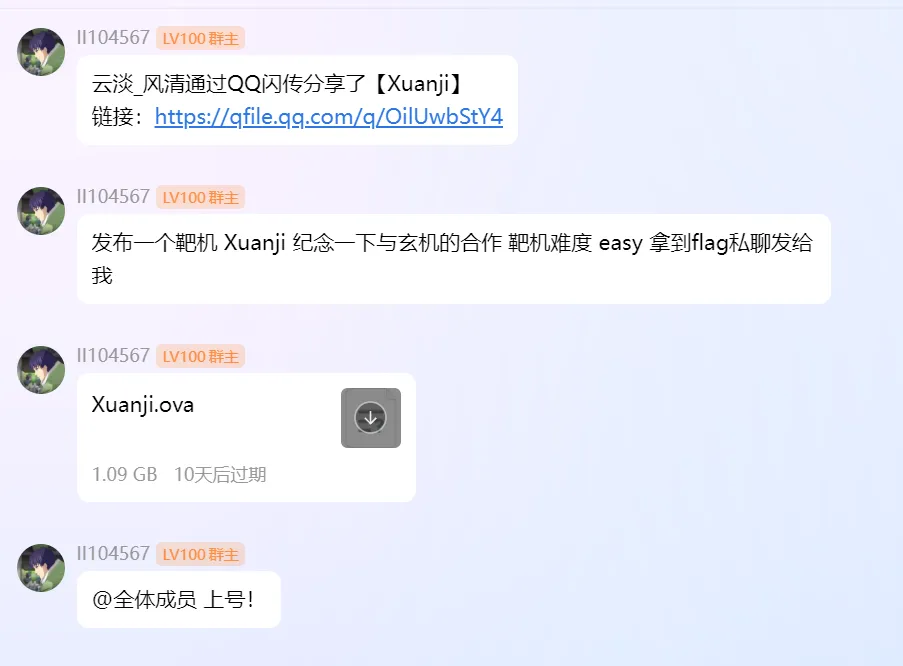 ll104567 LV100 群主
云淡_风清通过QQ闪传分享了【Xuanji】
链接：https://qfile.qq.com/q/OilUwbStY4
ll104567 LV100 群主
发布一个靶机 Xuanji 纪念一下与玄机的合作 靶机难度 easy 拿到flag私聊发给
我
ll104567 LV100 群主
Xuanji.ova
1.09 GB 10天后过期
ll104567 LV100 群主
@全体成员 上号！